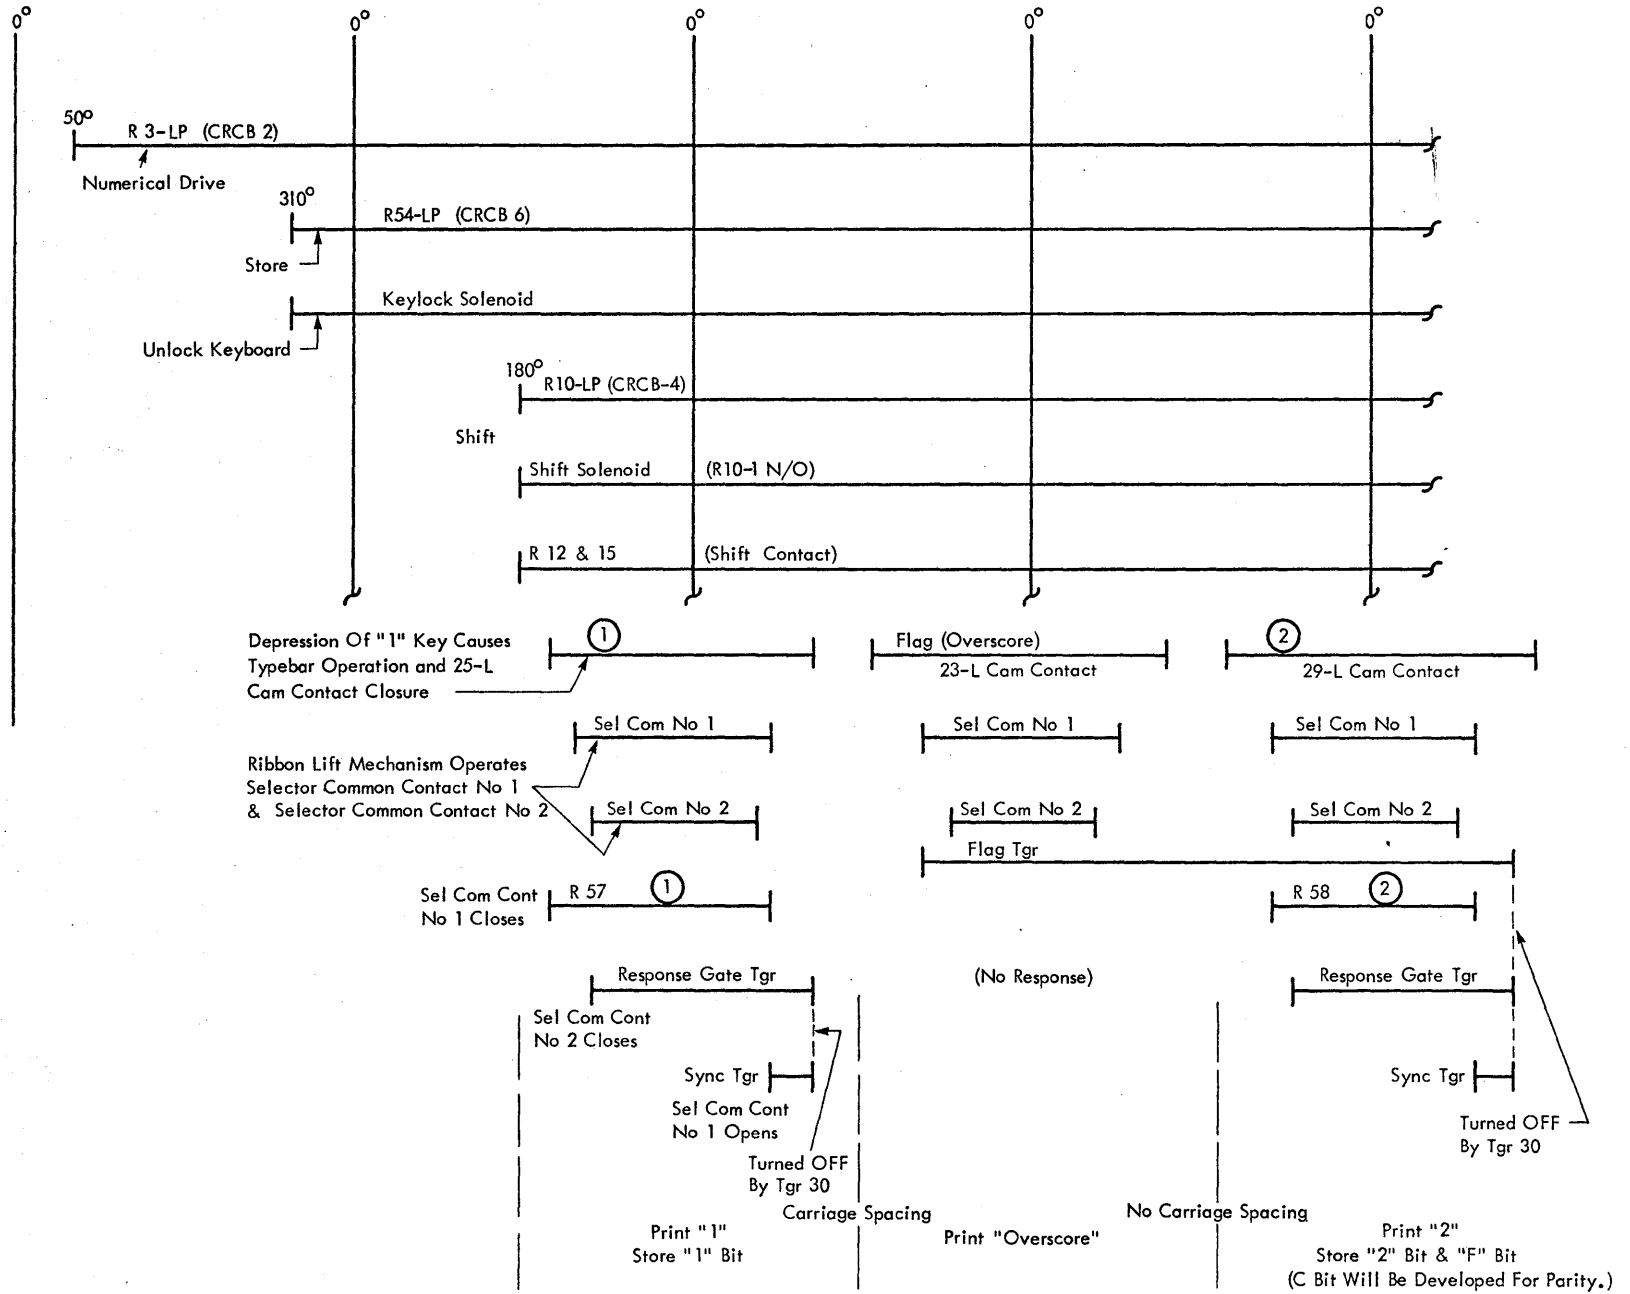 0° 0° 0° 0° 0°
50°
R 3-LP (CRCB 2)
Numerical Drive
310°
R54-LP (CRCB 6)
Store
Keylock Solenoid
Unlock Keyboard
180°
R10-LP (CRCB-4)
Shift
Shift Solenoid (R10-1 N/O)
R 12 & 15 (Shift Contact)
Depression Of "1" Key Causes
Typebar Operation and 25-L
Cam Contact Closure
1
Flag (Overscore)
23-L Cam Contact
2
29-L Cam Contact
Sel Com No 1
Sel Com No 1
Sel Com No 1
Ribbon Lift Mechanism Operates
Selector Common Contact No 1
& Selector Common Contact No 2
Sel Com No 2
Sel Com No 2
Sel Com No 2
Flag Tgr
Sel Com Cont
No 1 Closes
R 57 1
R 58 2
Response Gate Tgr
(No Response)
Response Gate Tgr
Sel Com Cont
No 2 Closes
Sync Tgr
Sync Tgr
Sel Com Cont
No 1 Opens
Turned OFF
By Tgr 30
Turned OFF
By Tgr 30
Carriage Spacing
No Carriage Spacing
Print "1"
Store "1" Bit
Print "Overscore"
Print "2"
Store "2" Bit & "F" Bit
(C Bit Will Be Developed For Parity.)